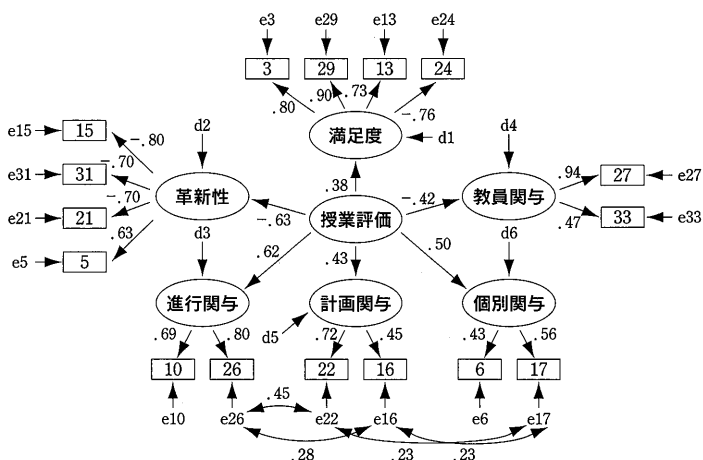 e3 e29 e13 e24
3 29 13 24
.80 .90 .73 -.76
満足度
d1
e15 15 -.80
e31 31 -.70
e21 21 -.70
e5 5 .63
d2
革新性
d4
教員関与
.94 27 e27
.47 33 e33
.38
授業評価
-.63 -.42
.62 .43 .50
d3
進行関与
d5
計画関与
d6
個別関与
.69 .80 .72 .45 .43 .56
10 26 22 16 6 17
e10 e26 e22 e16 e6 e17
.45
.28 .23 .23